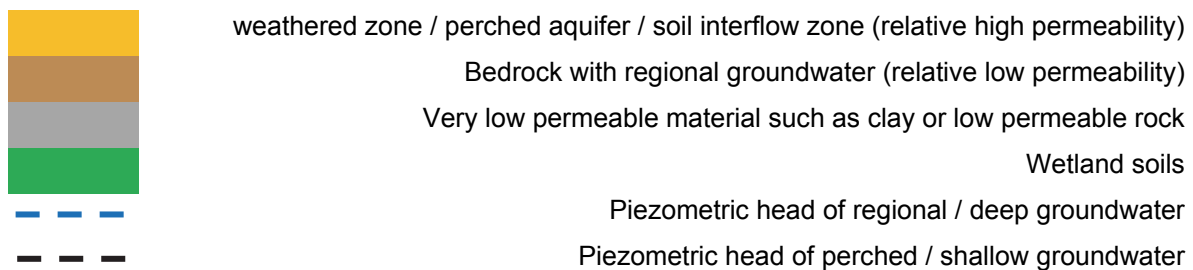 weathered zone / perched aquifer / soil interflow zone (relative high permeability)
Bedrock with regional groundwater (relative low permeability)
Very low permeable material such as clay or low permeable rock
Wetland soils
Piezometric head of regional / deep groundwater
Piezometric head of perched / shallow groundwater